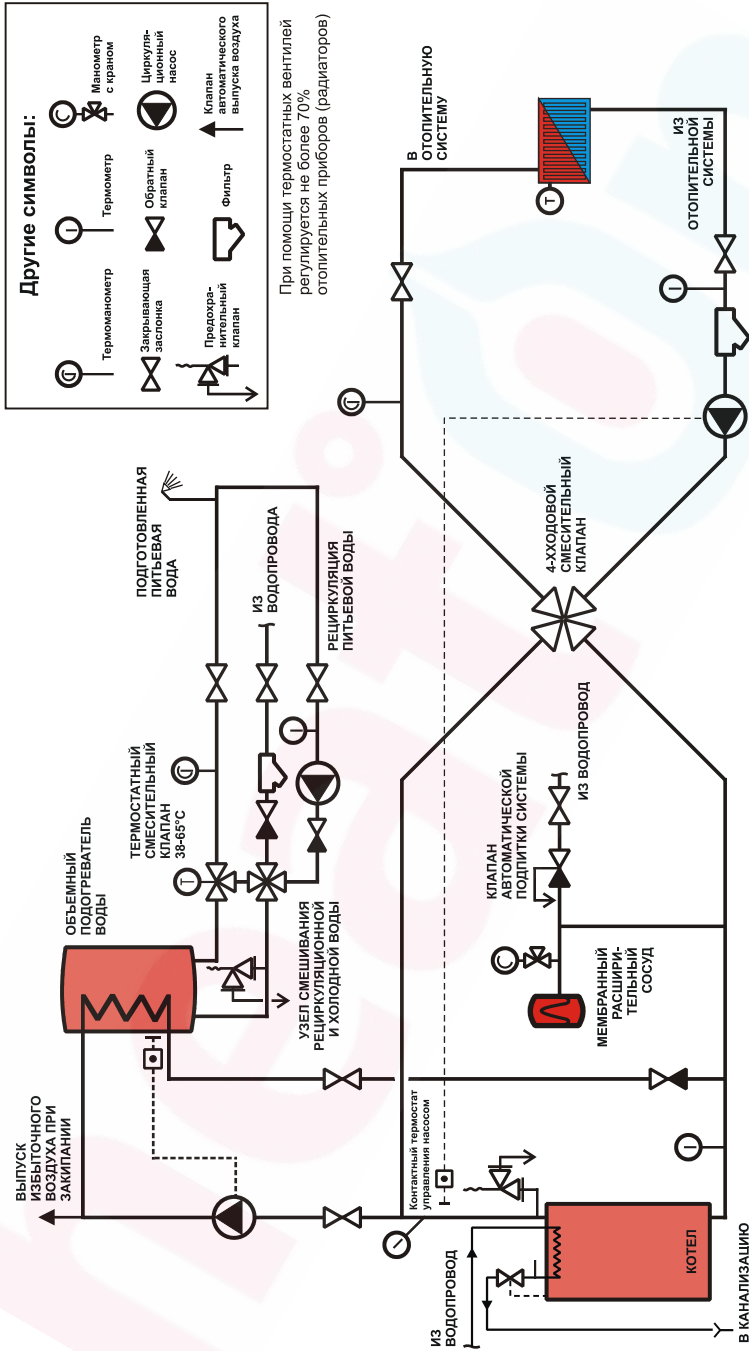 Другие символы:
Термоманометр
Термометр
Манометр
с краном
Закрывающая
заслонка
Обратный
клапан
Циркуля-
ционный
насос
Предохра-
нительный
клапан
Фильтр
Клапан
автоматического
выпуска воздуха
При помощи термостатных вентилей
регулируется не более 70%
отопительных приборов (радиаторов)
ВЫПУСК
ИЗБЫТОЧНОГО
ВОЗДУХА ПРИ
ЗАКИПАНИИ
ОБЪЕМНЫЙ
ПОДОГРЕВАТЕЛЬ
ВОДЫ
ТЕРМОСТАТНЫЙ
СМЕСИТЕЛЬНЫЙ
КЛАПАН
38-65°C
ПОДГОТОВЛЕННАЯ
ПИТЬЕВАЯ
ВОДА
ИЗ
ВОДОПРОВОДА
РЕЦИРКУЛЯЦИЯ
ПИТЬЕВОЙ ВОДЫ
УЗЕЛ СМЕШИВАНИЯ
РЕЦИРКУЛЯЦИОННОЙ
И ХОЛОДНОЙ ВОДЫ
T
T
В
ОТОПИТЕЛЬНУЮ
СИСТЕМУ
ИЗ
ОТОПИТЕЛЬНОЙ
СИСТЕМЫ
4-ХХОДОВОЙ
СМЕСИТЕЛЬНЫЙ
КЛАПАН
КЛАПАН
АВТОМАТИЧЕСКОЙ
ПОДПИТКИ СИСТЕМЫ
ИЗ ВОДОПРОВОД
МЕМБРАННЫЙ
РАСШИРИ-
ТЕЛЬНЫЙ
СОСУД
Контактный термостат
управления насосом
ИЗ
ВОДОПРОВОД
КОТЕЛ
В КАНАЛИЗАЦИЮ